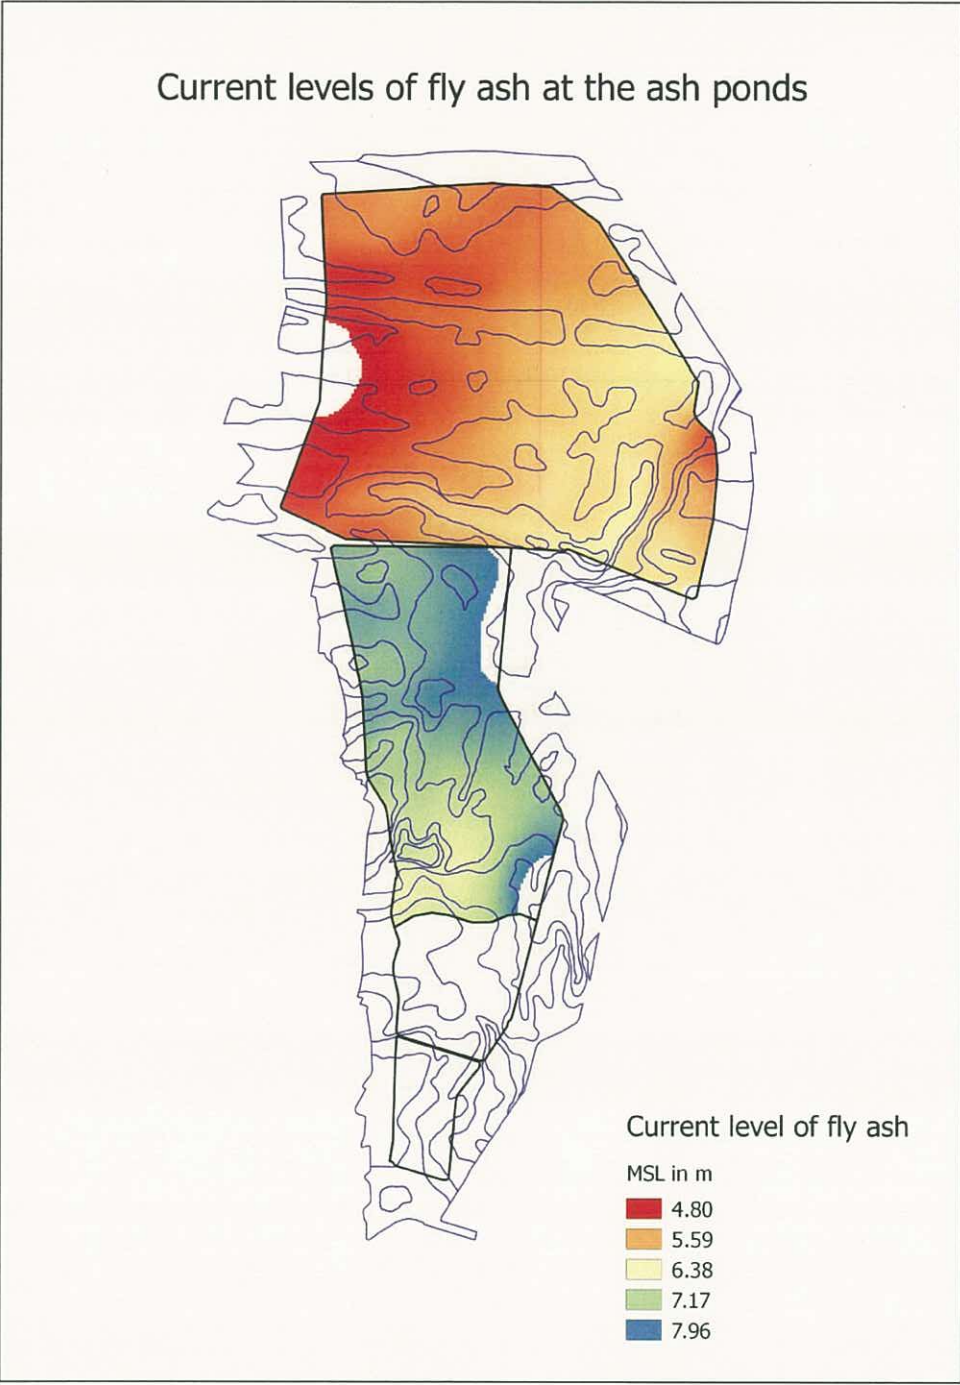 Current levels of fly ash at the ash ponds
Current level of fly ash
MSL in m
4.80
5.59
6.38
7.17
7.96